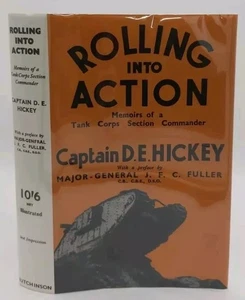 ROLLING
INTO
ACTION
Memoirs of a
Tank Corps Section
Commander
CAPTAIN D. E.
HICKEY
With a preface by
MAJOR-GENERAL
J. F. C. FULLER
10'6
NET
Illustrated
HUTCHINSON
ROLLING
INTO
ACTION
Memoirs of a
Tank Corps Section Commander
Captain D.E. HICKEY
With a preface by
MAJOR-GENERAL J. F. C. FULLER
C.B., C.B.E., D.S.O.